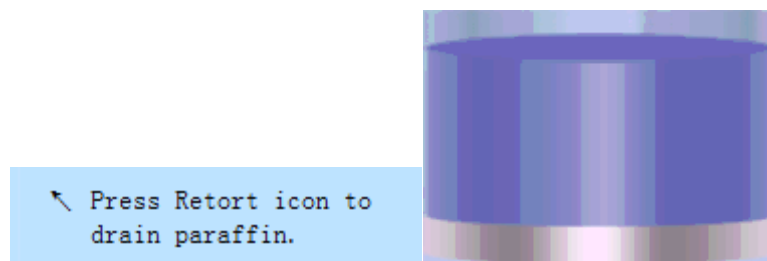 ↖ Press Retort icon to
drain paraffin.